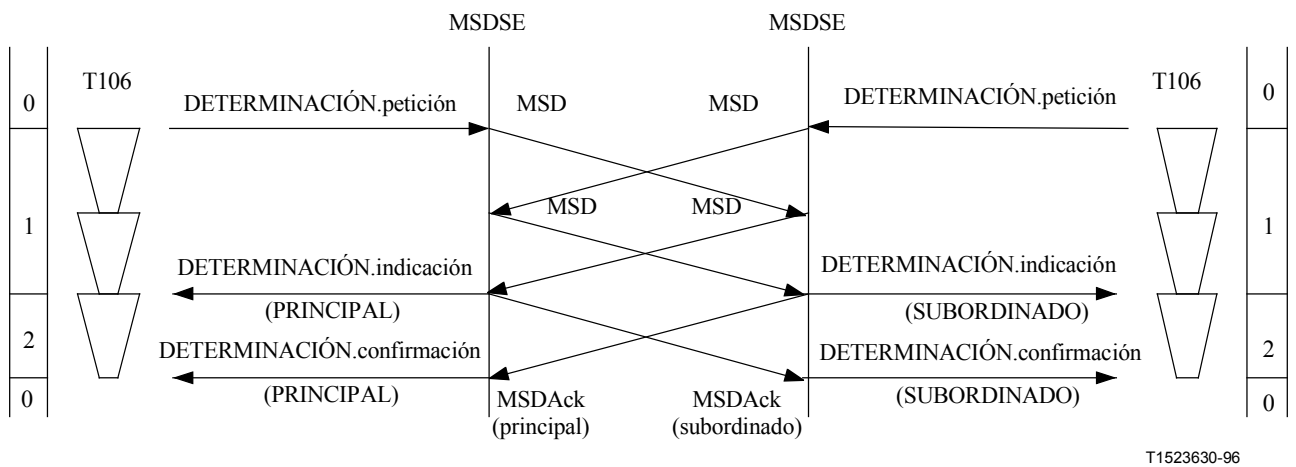 MSDSE
MSDSE
T106
T106
0
DETERMINACIÓN.petición
MSD
MSD
DETERMINACIÓN.petición
0
1
MSD
MSD
1
DETERMINACIÓN.indicación
DETERMINACIÓN.indicación
(PRINCIPAL)
(SUBORDINADO)
2
DETERMINACIÓN.confirmación
DETERMINACIÓN.confirmación
2
(PRINCIPAL)
(SUBORDINADO)
0
MSDAck
(principal)
MSDAck
(subordinado)
0
T1523630-96